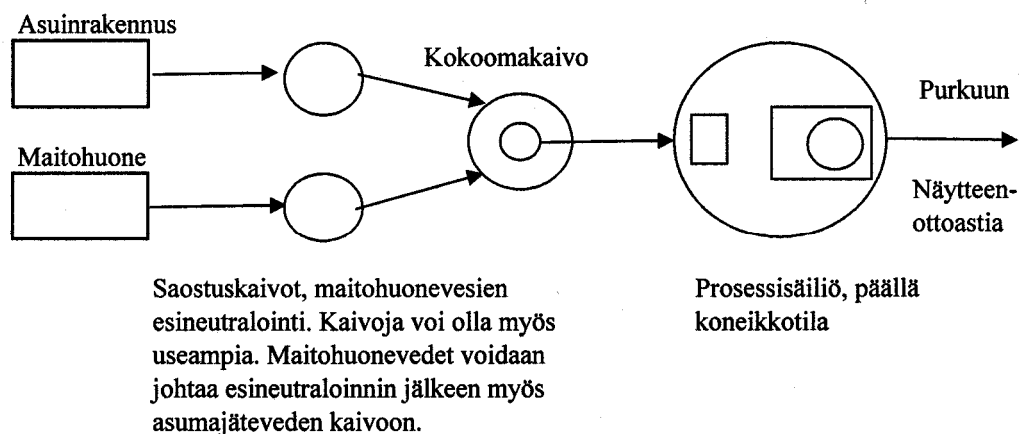 Asuinrakennus
Kokoomakaivo
Purkuun
Maitohuone
Näytteen-
ottoastia
Saostuskaivot, maitohuonevesien
esineutralointi. Kaivoja voi olla myös
useampia. Maitohuonevedet voidaan
johtaa esineutraloinnin jälkeen myös
asumajäteveden kaivoon.
Prosessisäiliö, päällä
koneikkotila